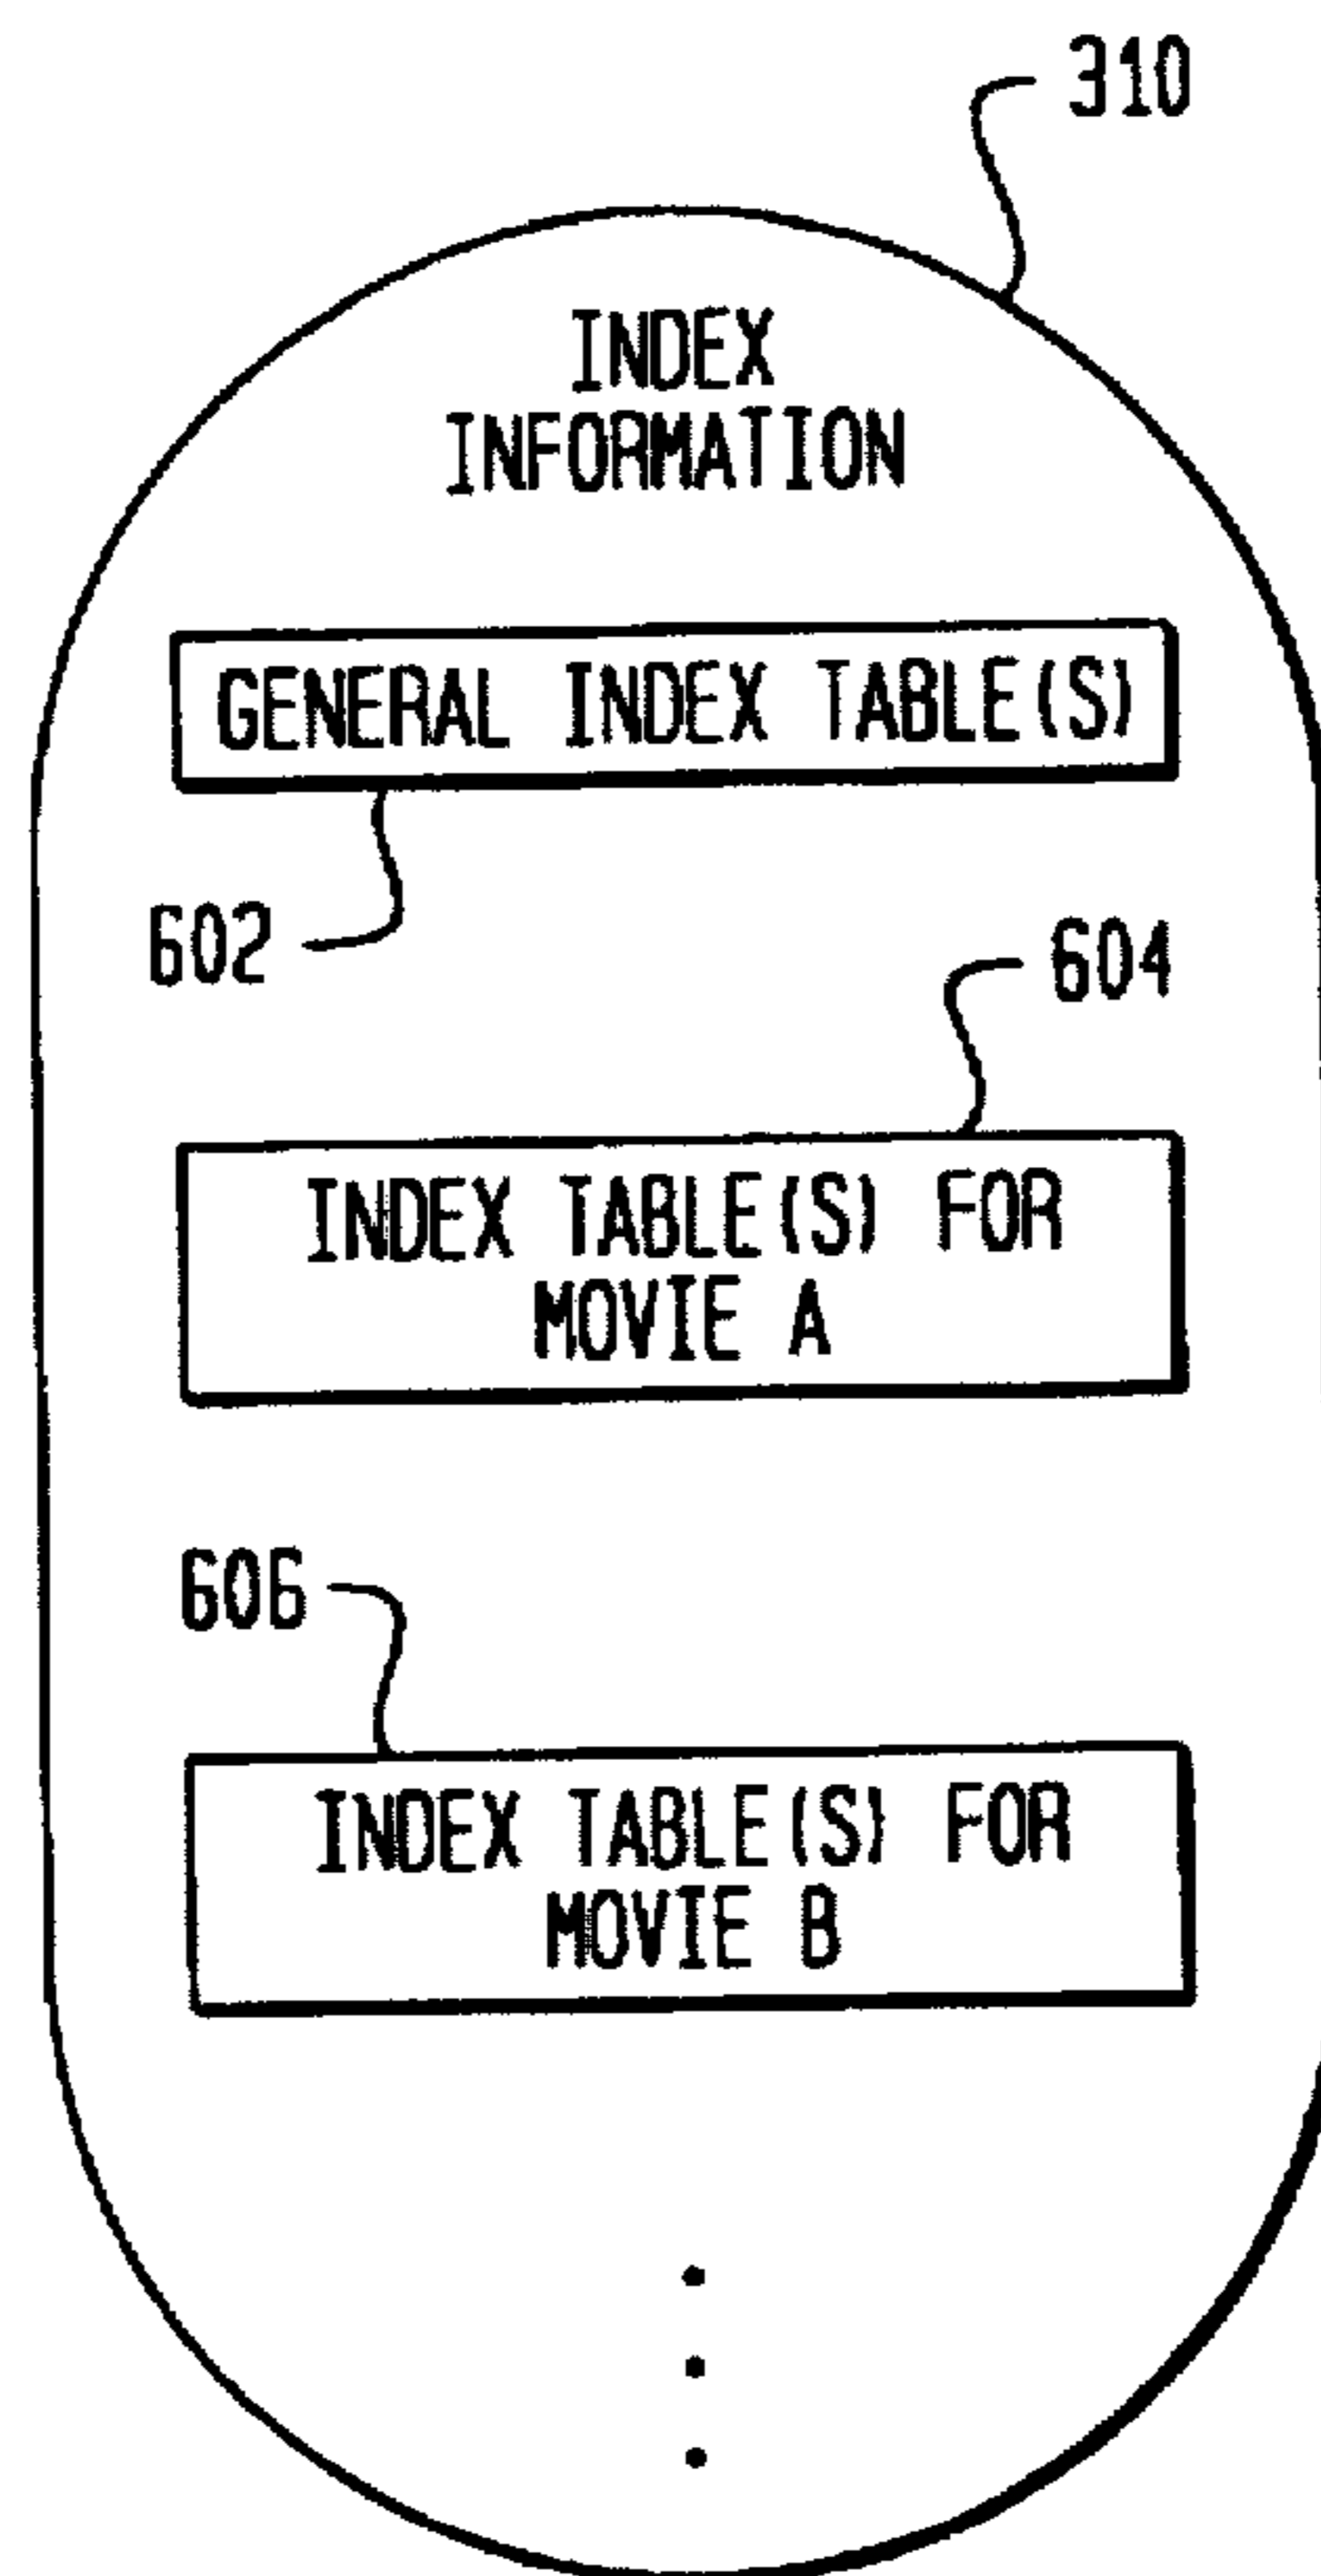 310
INDEX
INFORMATION
GENERAL INDEX TABLE(S)
602
604
INDEX TABLE(S) FOR
MOVIE A
606
INDEX TABLE(S) FOR
MOVIE B